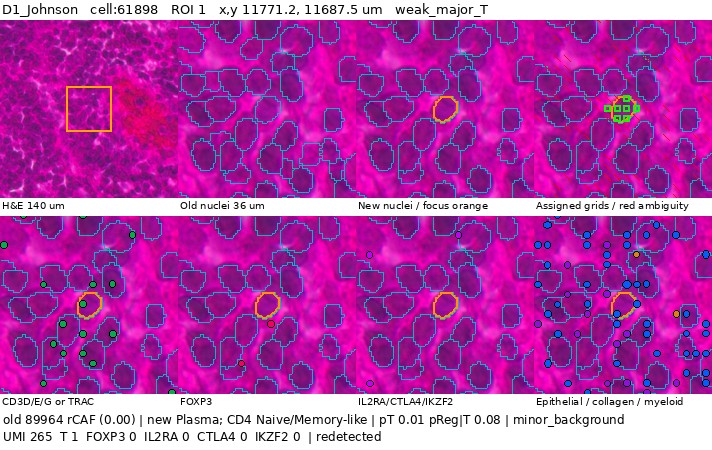 D1_Johnson cell:61898 ROI 1 x,y 11771.2, 11687.5 um weak_major_T
H&E 140 um
Old nuclei 36 um
New nuclei / focus orange
Assigned grids / red ambiguity
CD3D/E/G or TRAC
FOXP3
IL2RA/CTLA4/IKZF2
Epithelial / collagen / myeloid
old 89964 rCAF (0.00) | new Plasma; CD4 Naive/Memory-like | pT 0.01 pReg|T 0.08 | minor_background
UMI 265 T 1 FOXP3 0 IL2RA 0 CTLA4 0 IKZF2 0 | redetected